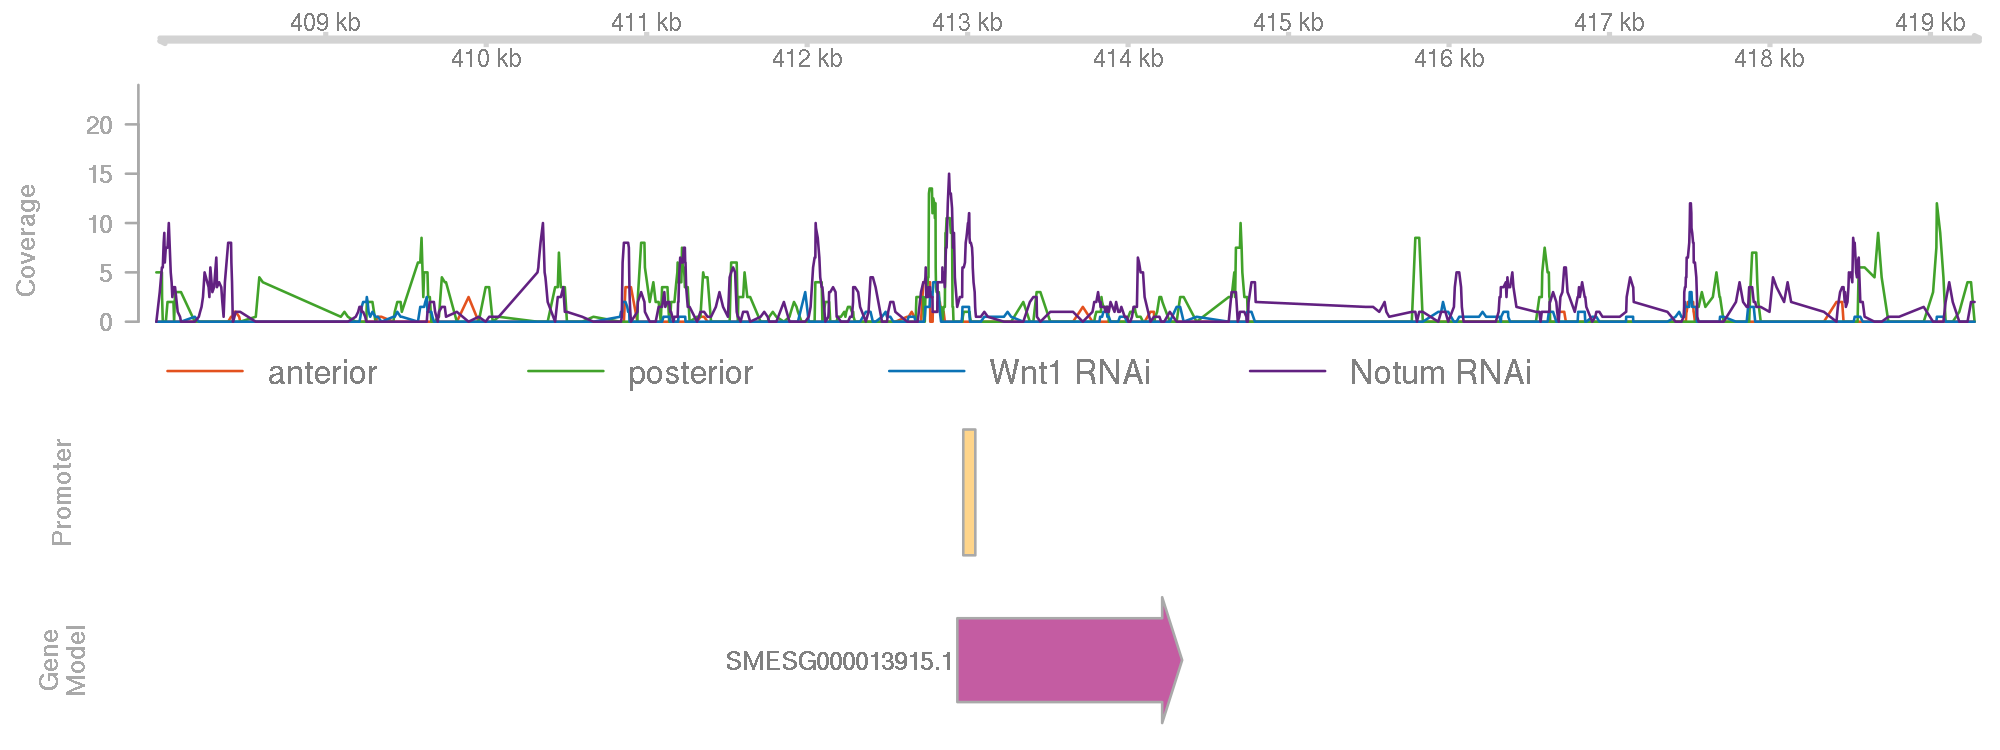 409 kb 411 kb 413 kb 415 kb 417 kb 419 kb
410 kb 412 kb 414 kb 416 kb 418 kb
Coverage
20
15
10
5
0
anterior posterior Wnt1 RNAi Notum RNAi
Promoter
Gene
Model
SMESG000013915.1